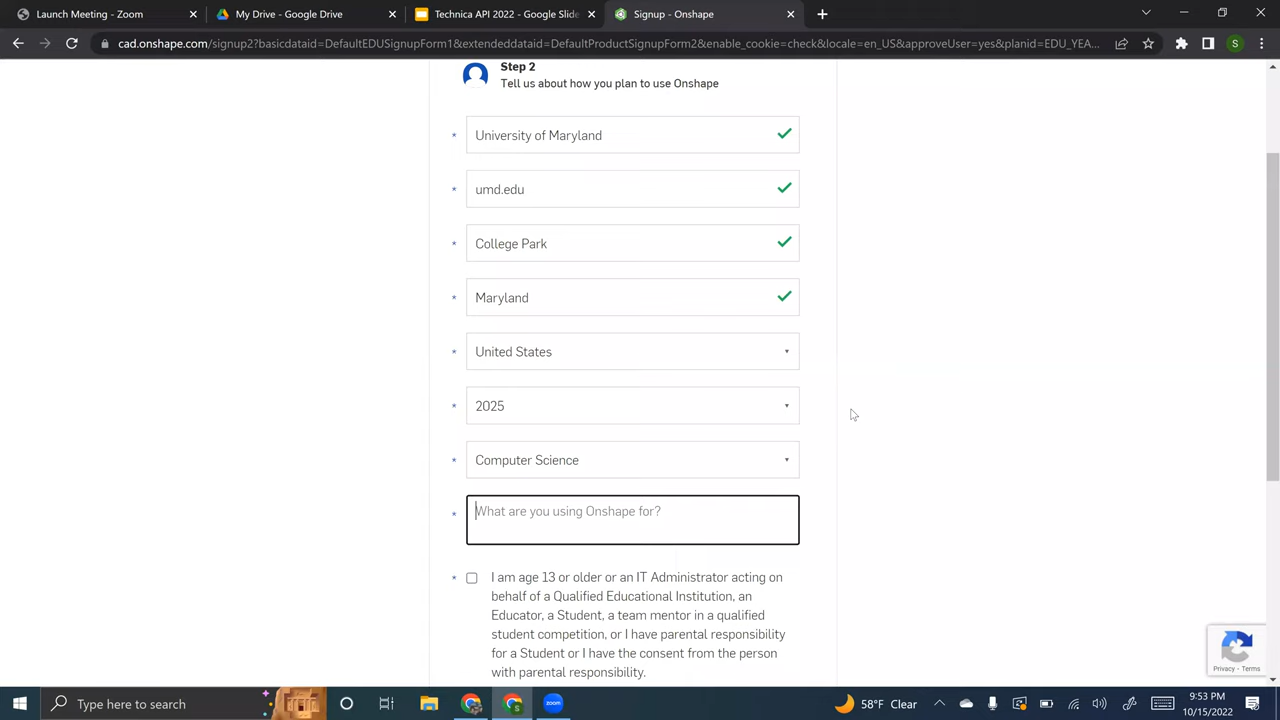 Launch Meeting - Zoom
My Drive - Google Drive
Technica API 2022 - Google Slide
Signup - Onshape
cad.onshape.com/signup2?basicdataid=DefaultEDUSignupForm1&extendeddataid=DefaultProductSignupForm2&enable_cookie=check&locale=en_US&approveUser=yes&planid=EDU_YEA...
S
Step 2
Tell us about how you plan to use Onshape
* University of Maryland
* umd.edu
* College Park
* Maryland
* United States
* 2025
* Computer Science
* What are you using Onshape for?
* I am age 13 or older or an IT Administrator acting on
behalf of a Qualified Educational Institution, an
Educator, a Student, a team mentor in a qualified
student competition, or I have parental responsibility
for a Student or I have the consent from the person
with parental responsibility.
Privacy - Terms
Type here to search
S
zoom
58°F Clear
9:53 PM
10/15/2022